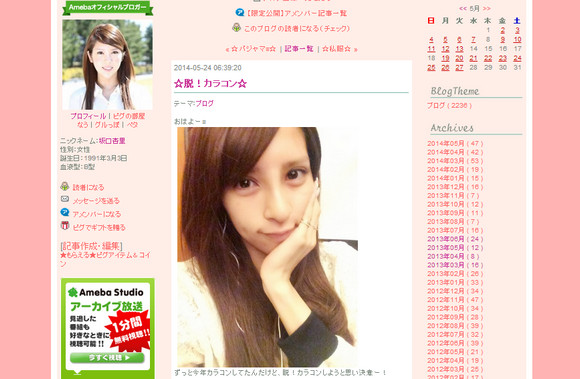 Amebaオフィシャルブロガー
プロフィール｜ピグの部屋
なう｜グルっぽ｜ペタ
ニックネーム:坂口杏里
性別:女性
誕生日:1991年3月3日
血液型:B型
読者になる
メッセージを送る
アメンバーになる
ピグでギフトを贈る
[記事作成・編集]
★もらえる★ピグアイテム&コイン
Ameba Studio
アーカイブ放送
見逃した
番組も
好きなときに
視聴可能!!
1分間
無料視聴!!
今すぐ視聴
【限定公開】アメンバー記事一覧
このブログの読者になる(チェック)
« ☆パジャマs☆｜記事一覧｜☆私服☆ »
2014-05-24 06:39:20
☆脱！カラコン☆
テーマ:ブログ
おはよーs
ずっと今年カラコンしてたんだけど、脱！カラコンしようと思い決意ー！
<< 5月 >>
日 月 火 水 木 金 土
1 2 3
4 5 6 7 8 9 10
11 12 13 14 15 16 17
18 19 20 21 22 23 24
25 26 27 28 29 30 31
BlogTheme
ブログ ( 2236 )
Archives
2014年05月 ( 47 )
2014年04月 ( 42 )
2014年03月 ( 53 )
2014年02月 ( 19 )
2014年01月 ( 15 )
2013年12月 ( 16 )
2013年11月 ( 7 )
2013年10月 ( 12 )
2013年09月 ( 11 )
2013年08月 ( 7 )
2013年07月 ( 16 )
2013年06月 ( 24 )
2013年05月 ( 12 )
2013年04月 ( 8 )
2013年03月 ( 16 )
2013年02月 ( 26 )
2013年01月 ( 33 )
2012年12月 ( 34 )
2012年11月 ( 47 )
2012年10月 ( 34 )
2012年09月 ( 28 )
2012年08月 ( 39 )
2012年07月 ( 32 )
2012年06月 ( 39 )
2012年05月 ( 21 )
2012年04月 ( 19 )
2012年03月 ( 16 )